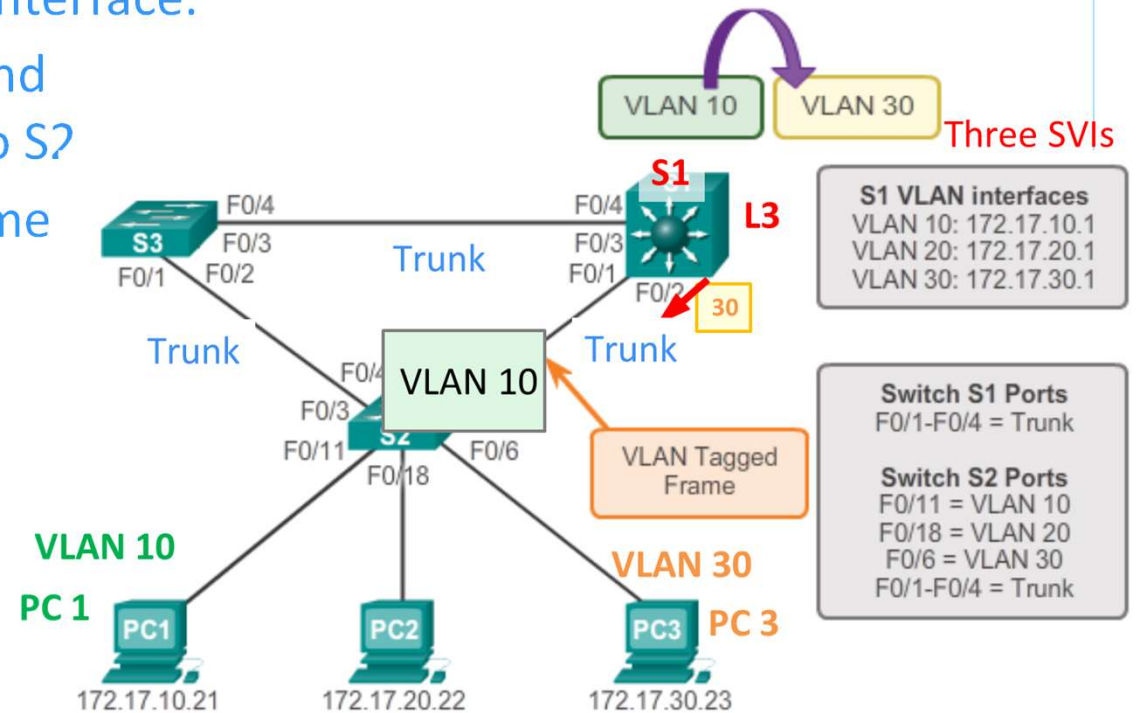 nterface.
nd
o S2
me
VLAN 10
VLAN 30
Three SVIs
S1
L3
S1 VLAN interfaces
VLAN 10: 172.17.10.1
VLAN 20: 172.17.20.1
VLAN 30: 172.17.30.1
F0/4
F0/4
S3
F0/3
F0/3
Trunk
F0/1
F0/2
F0/1
F0/2
30
Trunk
Trunk
F0/4
VLAN 10
F0/3
S2
F0/11
F0/6
F0/18
VLAN Tagged
Frame
Switch S1 Ports
F0/1-F0/4 = Trunk
Switch S2 Ports
F0/11 = VLAN 10
F0/18 = VLAN 20
F0/6 = VLAN 30
F0/1-F0/4 = Trunk
VLAN 10
VLAN 30
PC 1
PC 3
PC1
PC2
PC3
172.17.10.21
172.17.20.22
172.17.30.23